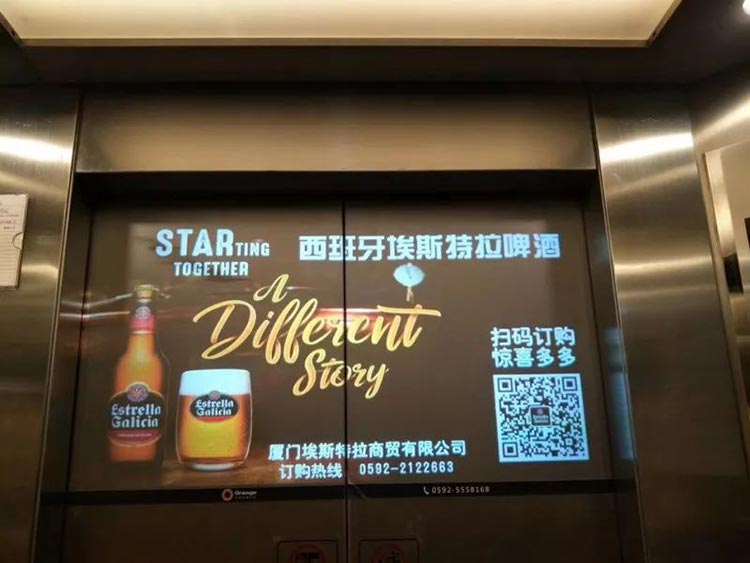 STARTING
TOGETHER
西班牙埃斯特拉啤酒
A
Different
Story
扫码订购
惊喜多多
Estrella
Galicia
Estrella
Galicia
厦门埃斯特拉商贸有限公司
订购热线 0592-2122663
Orange
0592-5558168